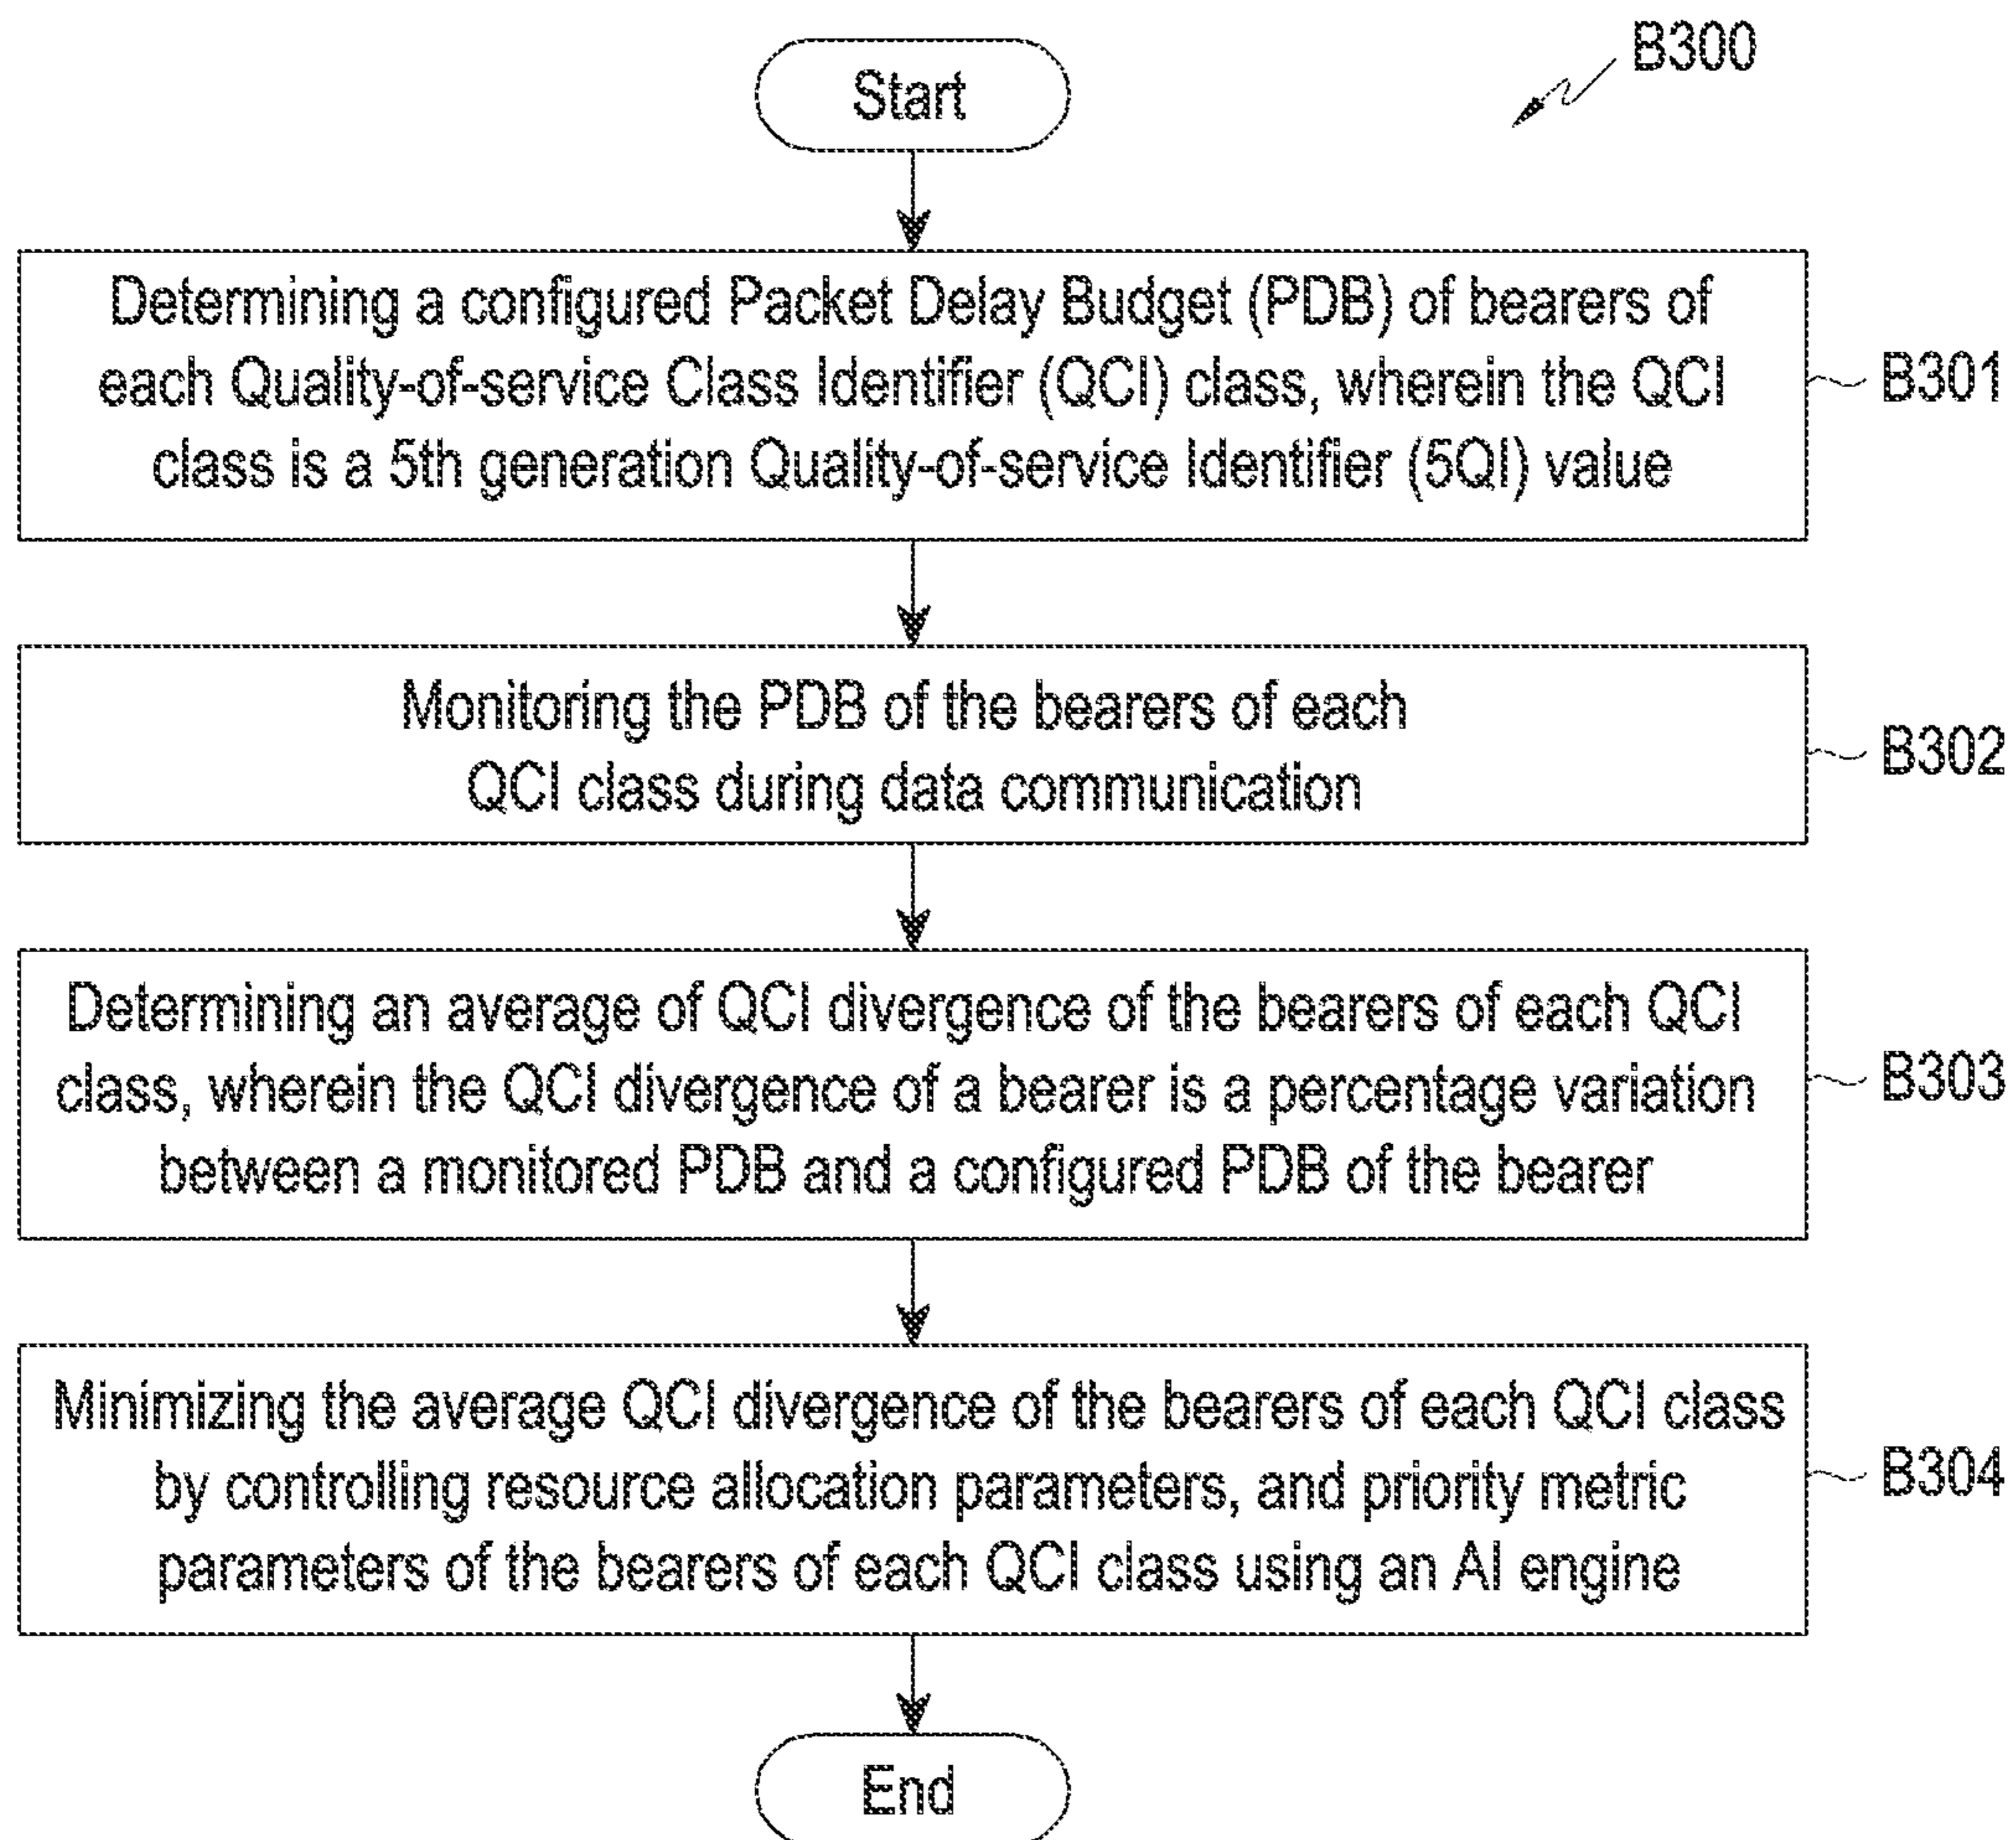 B300
Start
Determining a configured Packet Delay Budget (PDB) of bearers of
each Quality-of-service Class Identifier (QCI) class, wherein the QCI
class is a 5th generation Quality-of-service Identifier (5QI) value
B301
Monitoring the PDB of the bearers of each
QCI class during data communication
B302
Determining an average of QCI divergence of the bearers of each QCI
class, wherein the QCI divergence of a bearer is a percentage variation
between a monitored PDB and a configured PDB of the bearer
B303
Minimizing the average QCI divergence of the bearers of each QCI class
by controlling resource allocation parameters, and priority metric
parameters of the bearers of each QCI class using an AI engine
B304
End